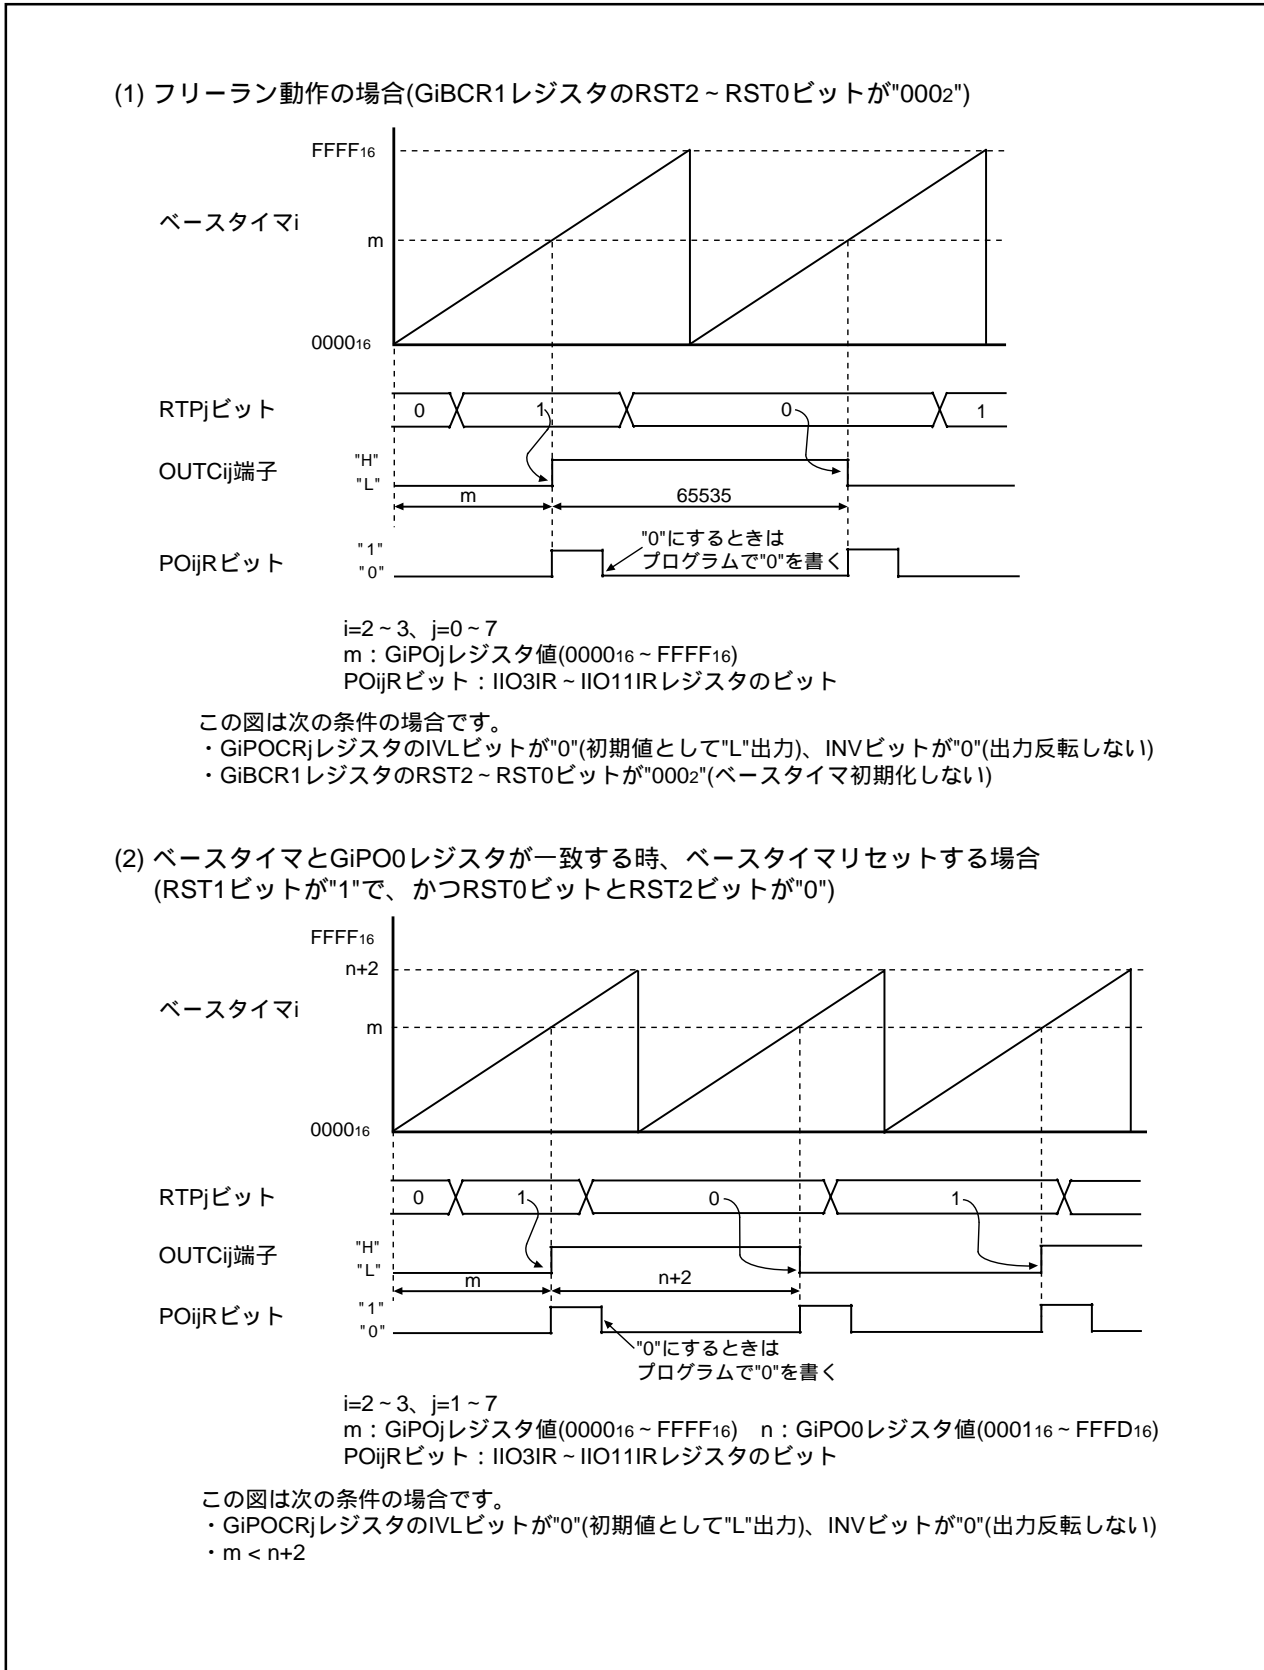 (1) フリーラン動作の場合(GiBCR1レジスタのRST2～RST0ビットが"0002")
FFFF16
ベースタイマi
m
000016
RTPjビット
0
1
0
1
OUTCij端子
"H"
"L"
m
65535
POijRビット
"1"
"0"
"0"にするときは
プログラムで"0"を書く
i=2～3、j=0～7
m：GiPOjレジスタ値(000016～FFFF16)
POijRビット：IIO3IR～IIO11IRレジスタのビット
この図は次の条件の場合です。
・GiPOCRjレジスタのIVLビットが"0"(初期値として"L"出力)、INVビットが"0"(出力反転しない)
・GiBCR1レジスタのRST2～RST0ビットが"0002"(ベースタイマ初期化しない)
(2) ベースタイマとGiPO0レジスタが一致する時、ベースタイマリセットする場合
(RST1ビットが"1"で、かつRST0ビットとRST2ビットが"0")
FFFF16
n+2
ベースタイマi
m
000016
RTPjビット
0
1
0
1
OUTCij端子
"H"
"L"
m
n+2
POijRビット
"1"
"0"
"0"にするときは
プログラムで"0"を書く
i=2～3、j=1～7
m：GiPOjレジスタ値(000016～FFFF16)　n：GiPO0レジスタ値(000116～FFFD16)
POijRビット：IIO3IR～IIO11IRレジスタのビット
この図は次の条件の場合です。
・GiPOCRjレジスタのIVLビットが"0"(初期値として"L"出力)、INVビットが"0"(出力反転しない)
・m < n+2